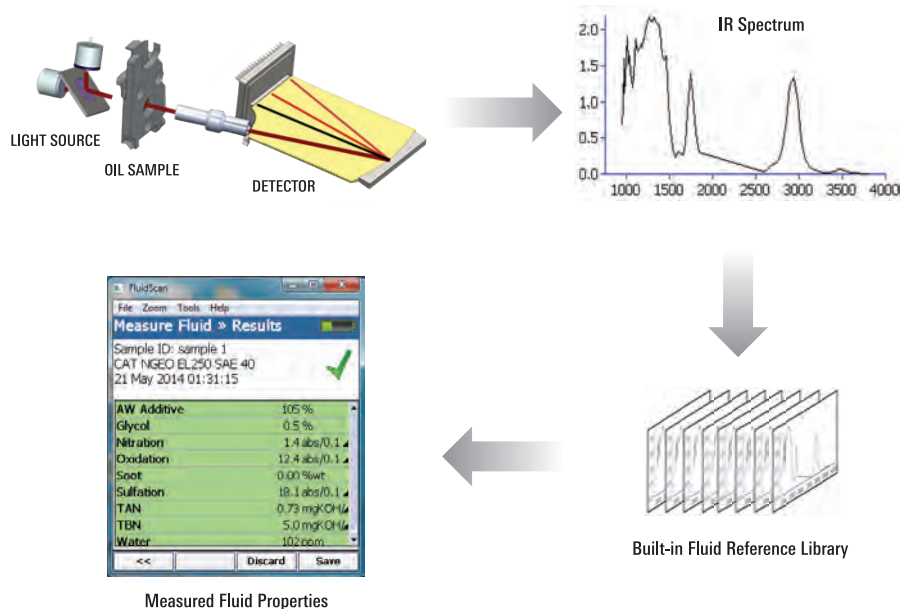 LIGHT SOURCE
OIL SAMPLE
DETECTOR
IR Spectrum
2.0
1.5
1.0
0.5
0.0
1000 1500 2000 2500 3000 3500 4000
FluidScan
File Zoom Tools Help
Measure Fluid » Results
Sample ID: sample 1
CAT NGEO EL250 SAE 40
21 May 2014 01:31:15
AW Additive 105 %
Glycol 0.5 %
Nitration 1.4 abs/0.1
Oxidation 12.4 abs/0.1
Soot 0.00 %wt
Sulfation 18.1 abs/0.1
TAN 0.73 mgKOH/
TBN 5.0 mgKOH/
Water 102 ppm
<< Discard Save
Measured Fluid Properties
Built-in Fluid Reference Library